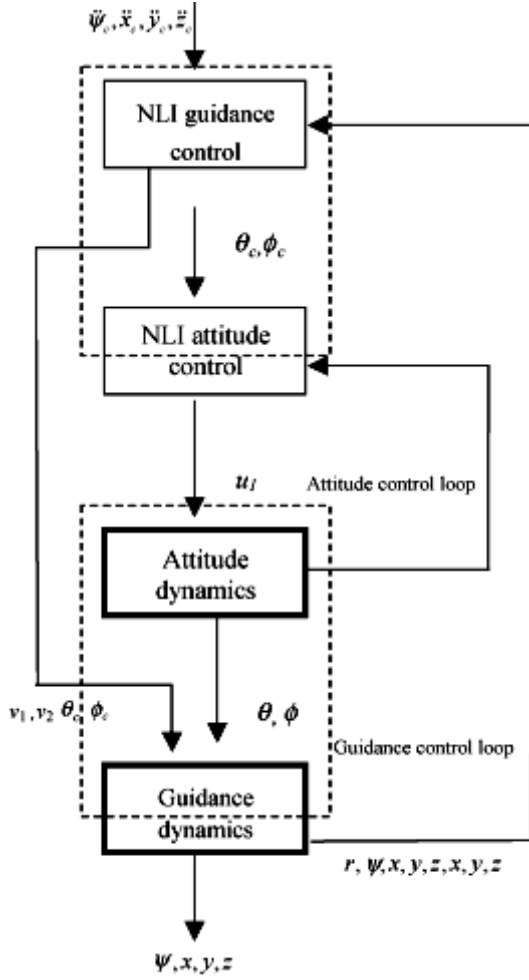 ψ̈c, ẍc, ÿc, z̈c
NLI guidance
control
θc, ϕc
NLI attitude
control
uI
Attitude control loop
Attitude
dynamics
v1, v2 θc, ϕc
θ, ϕ
Guidance control loop
Guidance
dynamics
r, ψ, x, y, z, x, y, z
ψ, x, y, z